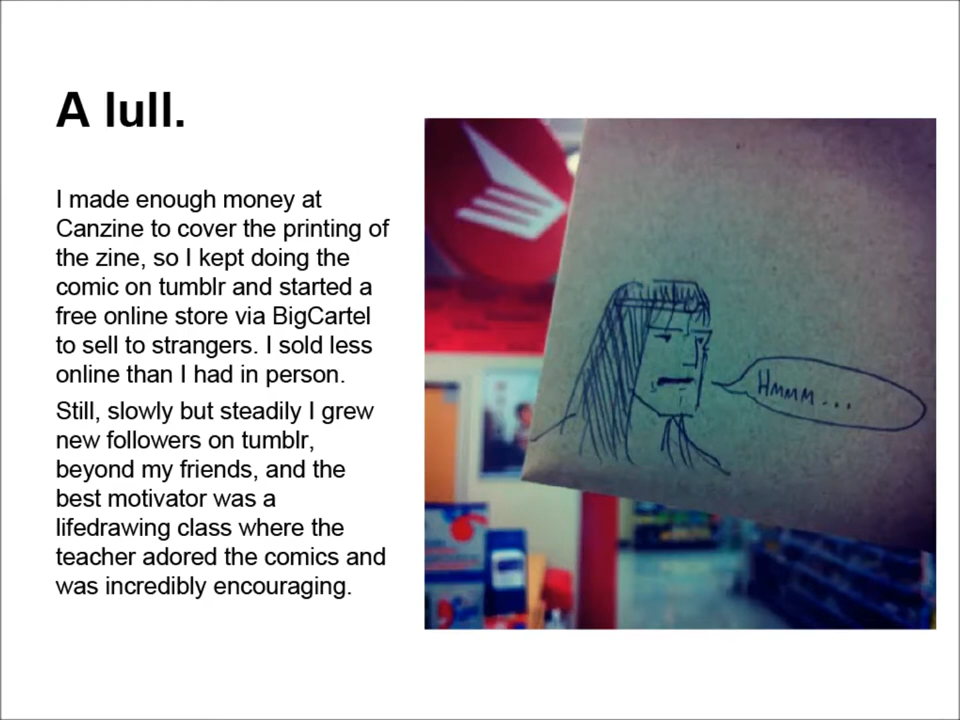 A lull.
I made enough money at
Canzine to cover the printing of
the zine, so I kept doing the
comic on tumblr and started a
free online store via BigCartel
to sell to strangers. I sold less
online than I had in person.
Still, slowly but steadily I grew
new followers on tumblr,
beyond my friends, and the
best motivator was a
lifedrawing class where the
teacher adored the comics and
was incredibly encouraging.
Hmmm...